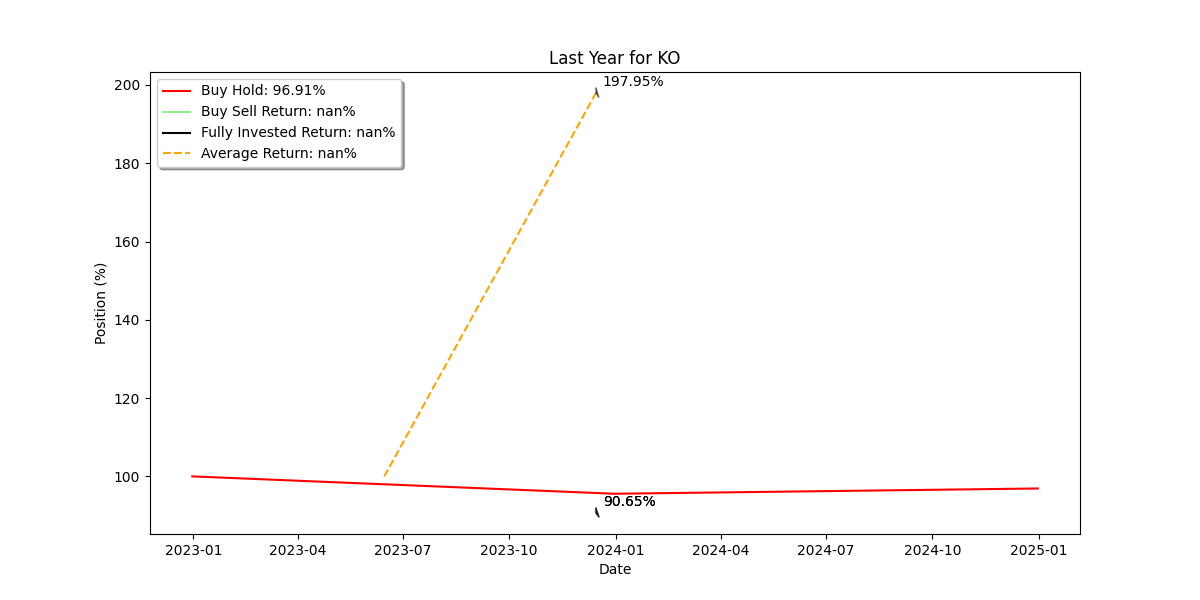 Last Year for KO
200
180
160
140
120
100
Position (%)
Buy Hold: 96.91%
Buy Sell Return: nan%
Fully Invested Return: nan%
Average Return: nan%
197.95%
90.65%
2023-01 2023-04 2023-07 2023-10 2024-01 2024-04 2024-07 2024-10 2025-01
Date